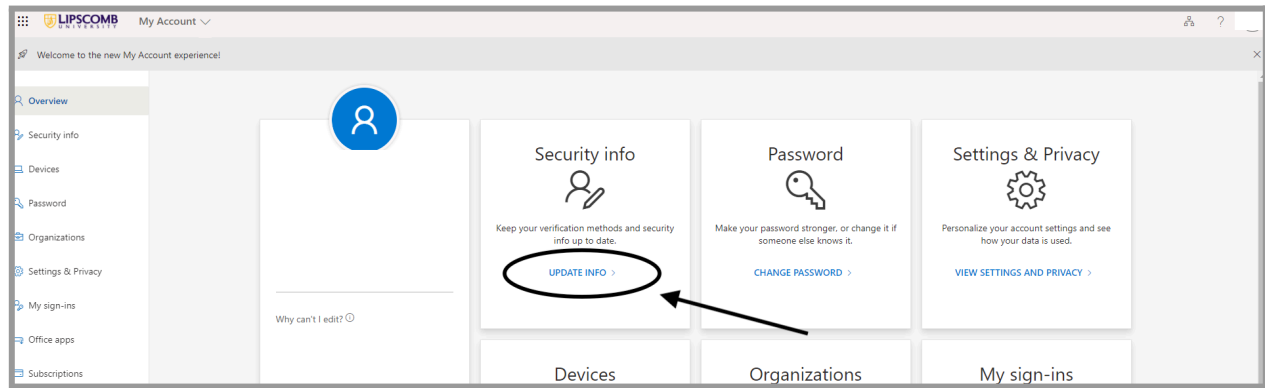 LIPSCOMB
UNIVERSITY
My Account
?
Welcome to the new My Account experience!
Overview
Security info
Devices
Password
Organizations
Settings & Privacy
My sign-ins
Office apps
Subscriptions
Why can't I edit?
Security info
Keep your verification methods and security
info up to date.
UPDATE INFO >
Password
Make your password stronger, or change it if
someone else knows it.
CHANGE PASSWORD >
Settings & Privacy
Personalize your account settings and see
how your data is used.
VIEW SETTINGS AND PRIVACY >
Devices
Organizations
My sign-ins